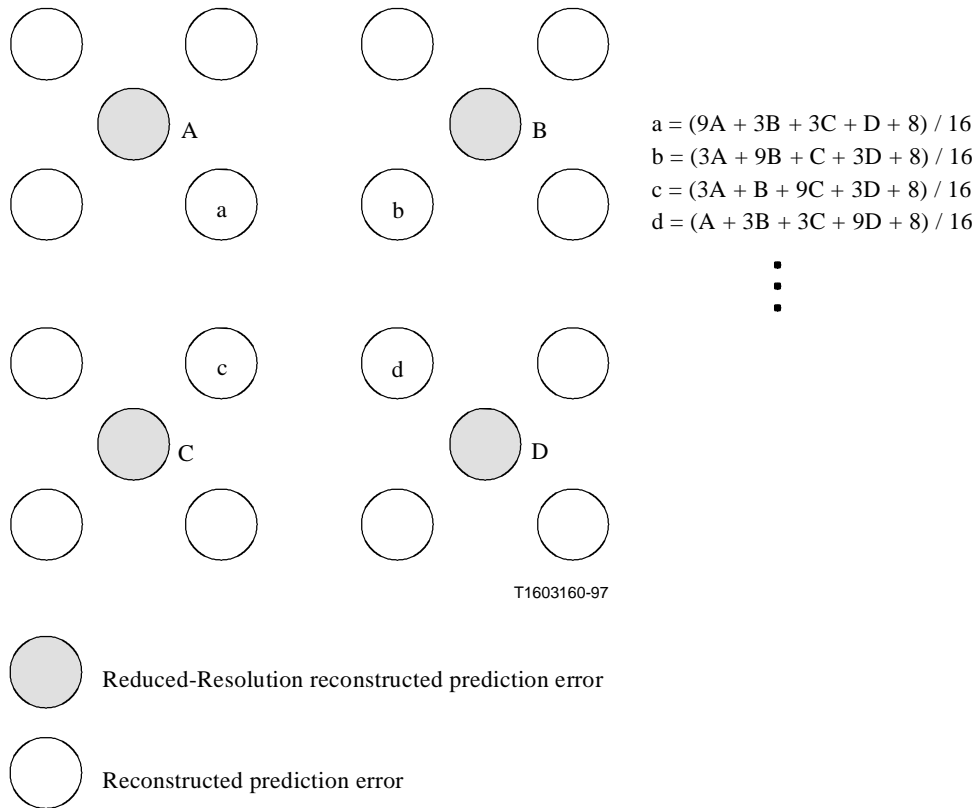 A
B
a = (9A + 3B + 3C + D + 8) / 16
b = (3A + 9B + C + 3D + 8) / 16
c = (3A + B + 9C + 3D + 8) / 16
d = (A + 3B + 3C + 9D + 8) / 16
a
b
c
d
C
D
T1603160-97
Reduced-Resolution reconstructed prediction error
Reconstructed prediction error